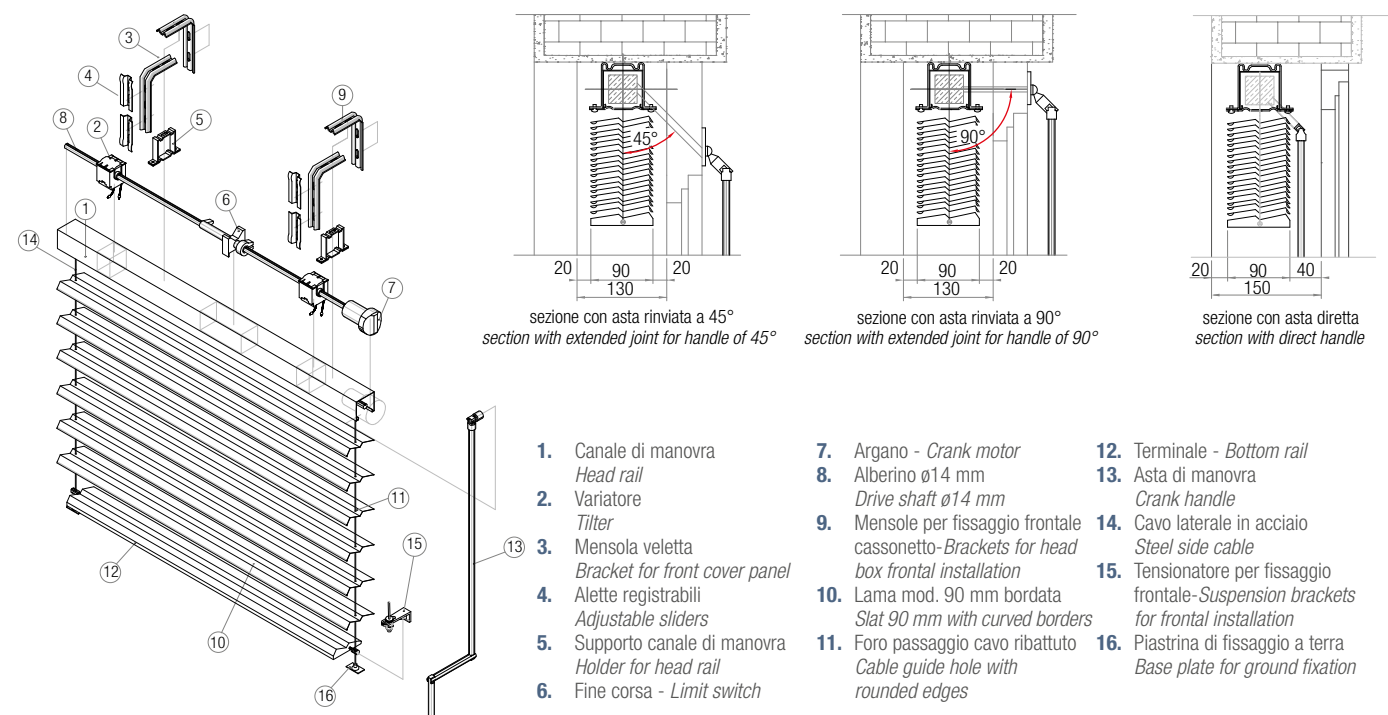 3
4
9
8
2
5
6
1
14
7
11
15
13
12
10
16
45°
20 90 20
130
sezione con asta rinviata a 45°
section with extended joint for handle of 45°
90°
20 90 20
130
sezione con asta rinviata a 90°
section with extended joint for handle of 90°
20 90 40
150
sezione con asta diretta
section with direct handle
1. Canale di manovra
Head rail
2. Variatore
Tilter
3. Mensola veletta
Bracket for front cover panel
4. Alette registrabili
Adjustable sliders
5. Supporto canale di manovra
Holder for head rail
6. Fine corsa - Limit switch
7. Argano - Crank motor
8. Alberino ø14 mm
Drive shaft ø14 mm
9. Mensole per fissaggio frontale
cassonetto-Brackets for head
box frontal installation
10. Lama mod. 90 mm bordata
Slat 90 mm with curved borders
11. Foro passaggio cavo ribattuto
Cable guide hole with
rounded edges
12. Terminale - Bottom rail
13. Asta di manovra
Crank handle
14. Cavo laterale in acciaio
Steel side cable
15. Tensionatore per fissaggio
frontale-Suspension brackets
for frontal installation
16. Piastrina di fissaggio a terra
Base plate for ground fixation